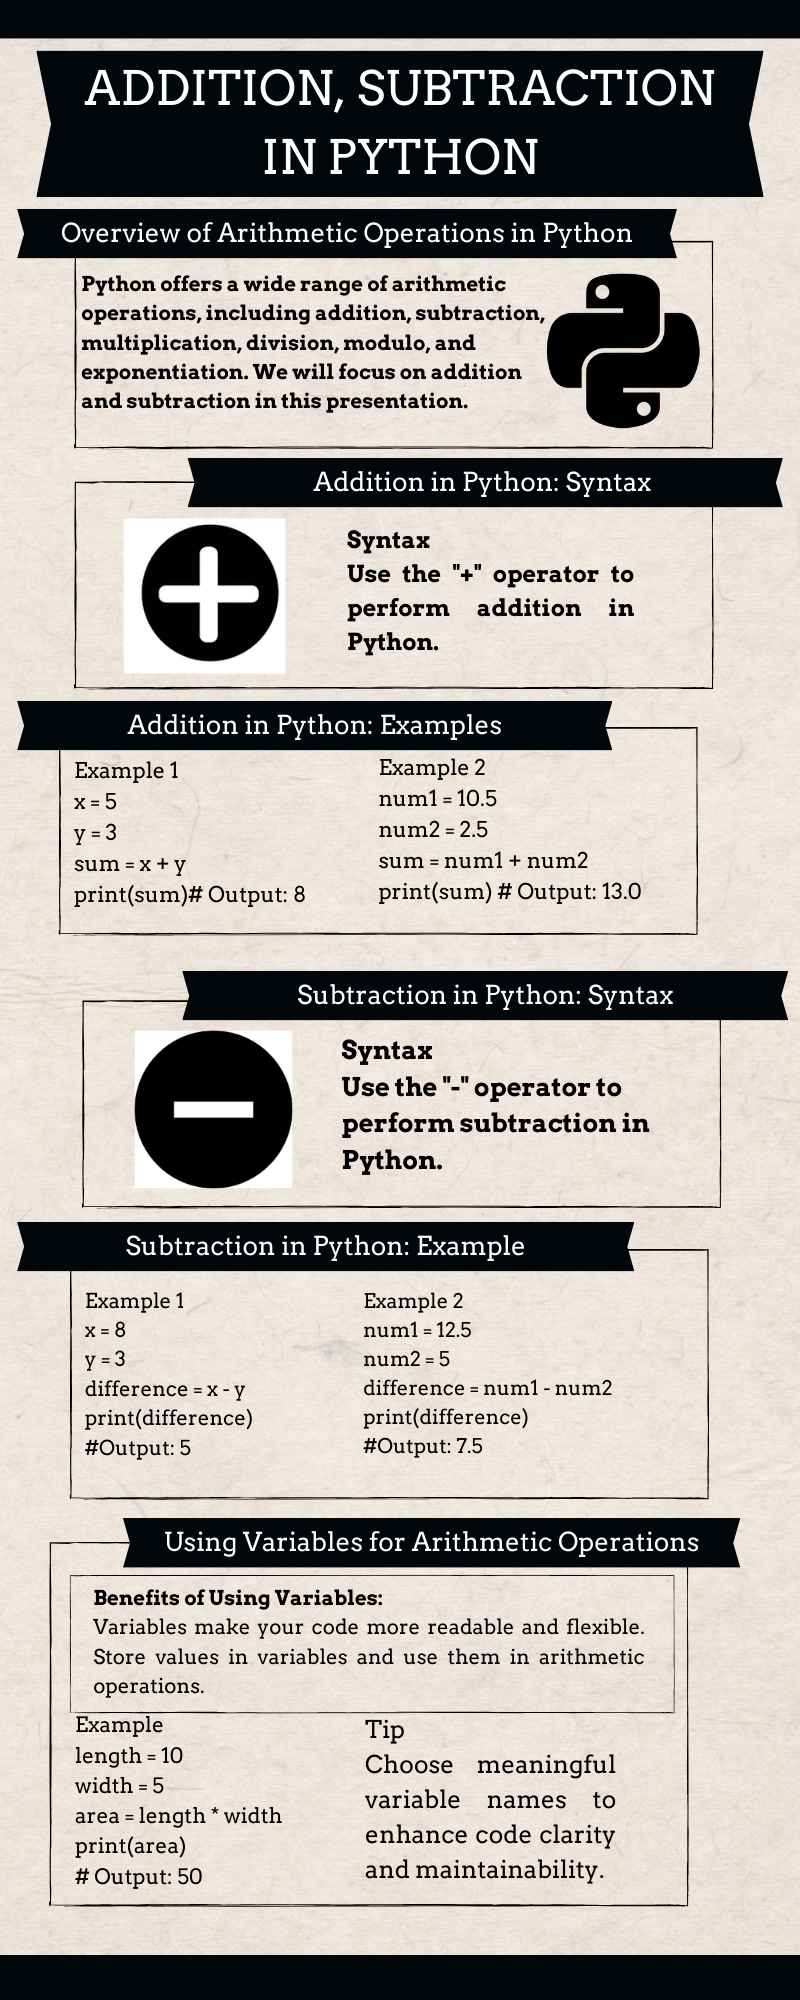 ADDITION, SUBTRACTION
IN PYTHON
Overview of Arithmetic Operations in Python
Python offers a wide range of arithmetic
operations, including addition, subtraction,
multiplication, division, modulo, and
exponentiation. We will focus on addition
and subtraction in this presentation.
Addition in Python: Syntax
Syntax
Use the "+" operator to
perform addition in
Python.
Addition in Python: Examples
Example 1
x = 5
y = 3
sum = x + y
print(sum)# Output: 8
Example 2
num1 = 10.5
num2 = 2.5
sum = num1 + num2
print(sum) # Output: 13.0
Subtraction in Python: Syntax
Syntax
Use the "-" operator to
perform subtraction in
Python.
Subtraction in Python: Example
Example 1
x = 8
y = 3
difference = x - y
print(difference)
#Output: 5
Example 2
num1 = 12.5
num2 = 5
difference = num1 - num2
print(difference)
#Output: 7.5
Using Variables for Arithmetic Operations
Benefits of Using Variables:
Variables make your code more readable and flexible.
Store values in variables and use them in arithmetic
operations.
Example
length = 10
width = 5
area = length * width
print(area)
# Output: 50
Tip
Choose meaningful
variable names to
enhance code clarity
and maintainability.